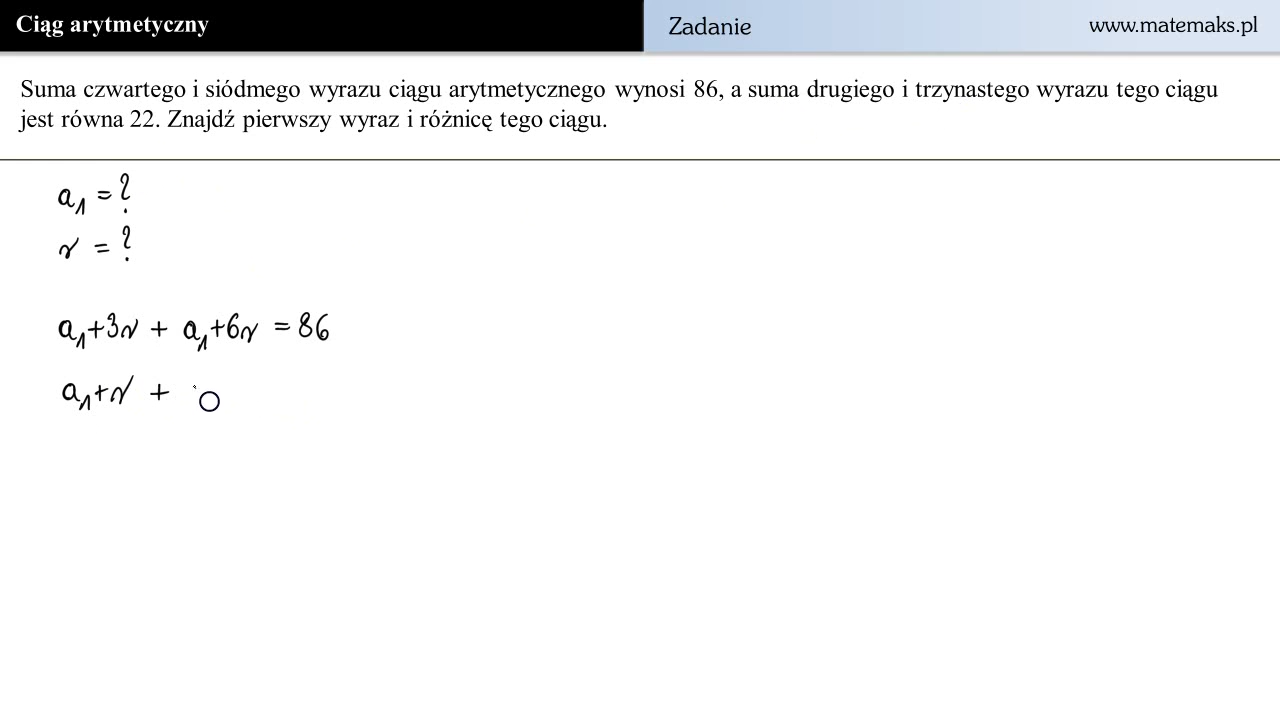 Ciąg arytmetyczny
Zadanie
www.matemaks.pl
Suma czwartego i siódmego wyrazu ciągu arytmetycznego wynosi 86, a suma drugiego i trzynastego wyrazu tego ciągu
jest równa 22. Znajdź pierwszy wyraz i różnicę tego ciągu.
a₁ = ?
r = ?
a₁+3r + a₁+6r = 86
a₁+r +